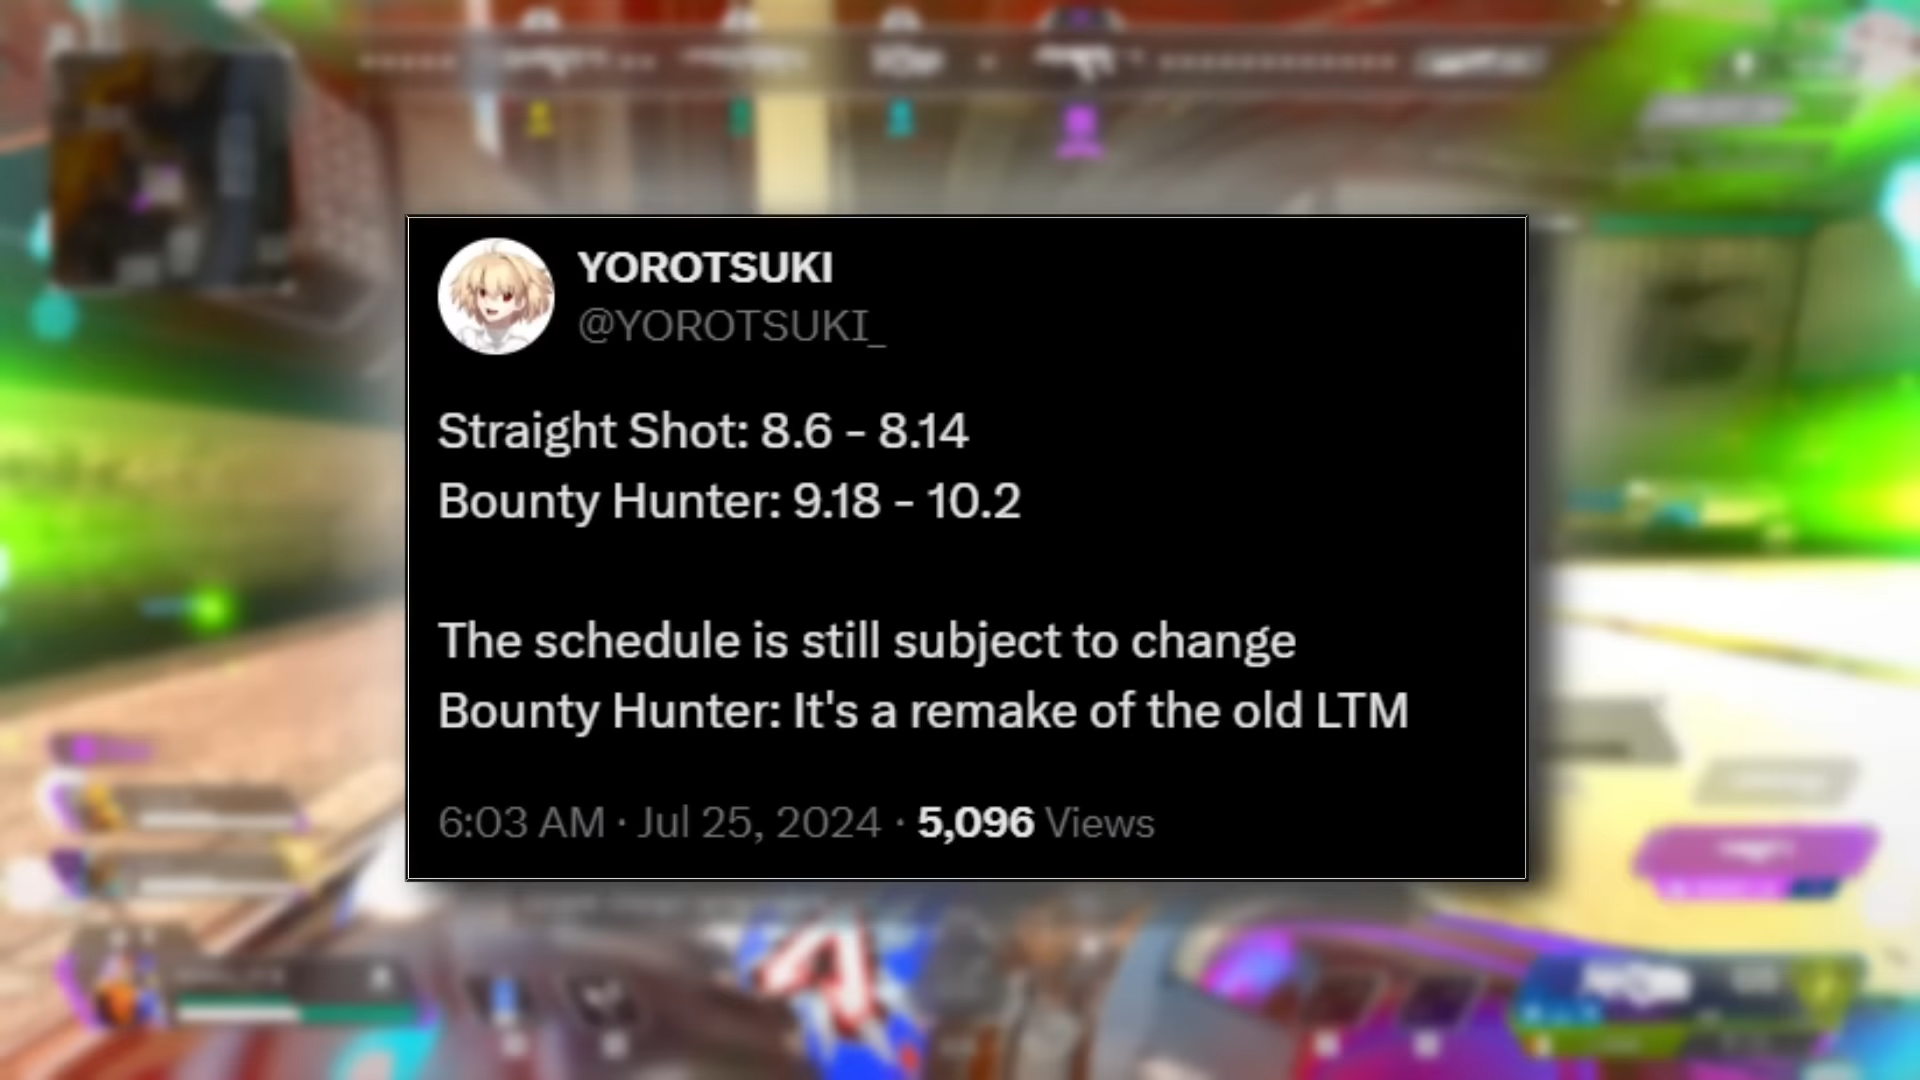 YOROTSUKI
@YOROTSUKI_
Straight Shot: 8.6 - 8.14
Bounty Hunter: 9.18 - 10.2
The schedule is still subject to change
Bounty Hunter: It's a remake of the old LTM
6:03 AM · Jul 25, 2024 · 5,096 Views